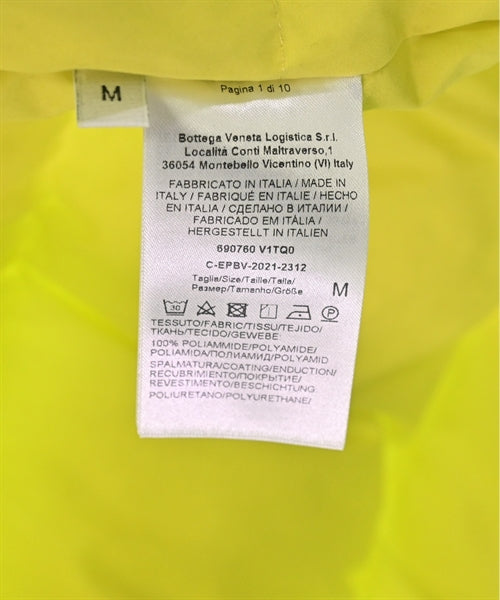 M
Pagina 1 di 10
Bottega Veneta Logistica S.r.l.
Località Conti Maltraverso,1
36054 Montebello Vicentino (VI) Italy
FABBRICATO IN ITALIA / MADE IN
ITALY / FABRIQUÉ EN ITALIE / HECHO
EN ITALIA / СДЕЛАНО В ИТАЛИИ /
FABRICADO EM ITÁLIA /
HERGESTELLT IN ITALIEN
690760 V1TQ0
C-EPBV-2021-2312
Taglia/Size/Taille/Talla/
Размер/Tamanho/Größe
M
30
P
TESSUTO/FABRIC/TISSU/TEJIDO/
ТКАНЬ/TECIDO/GEWEBE
100% POLIAMMIDE/POLYAMIDE/
POLIAMIDA/ПОЛИАМИД/POLYAMID
SPALMATURA/COATING/ENDUCTION/
RECUBRIMIENTO/ПОКРЫТИЕ/
REVESTIMENTO/BESCHICHTUNG
POLIURETANO/POLYURETHANE/